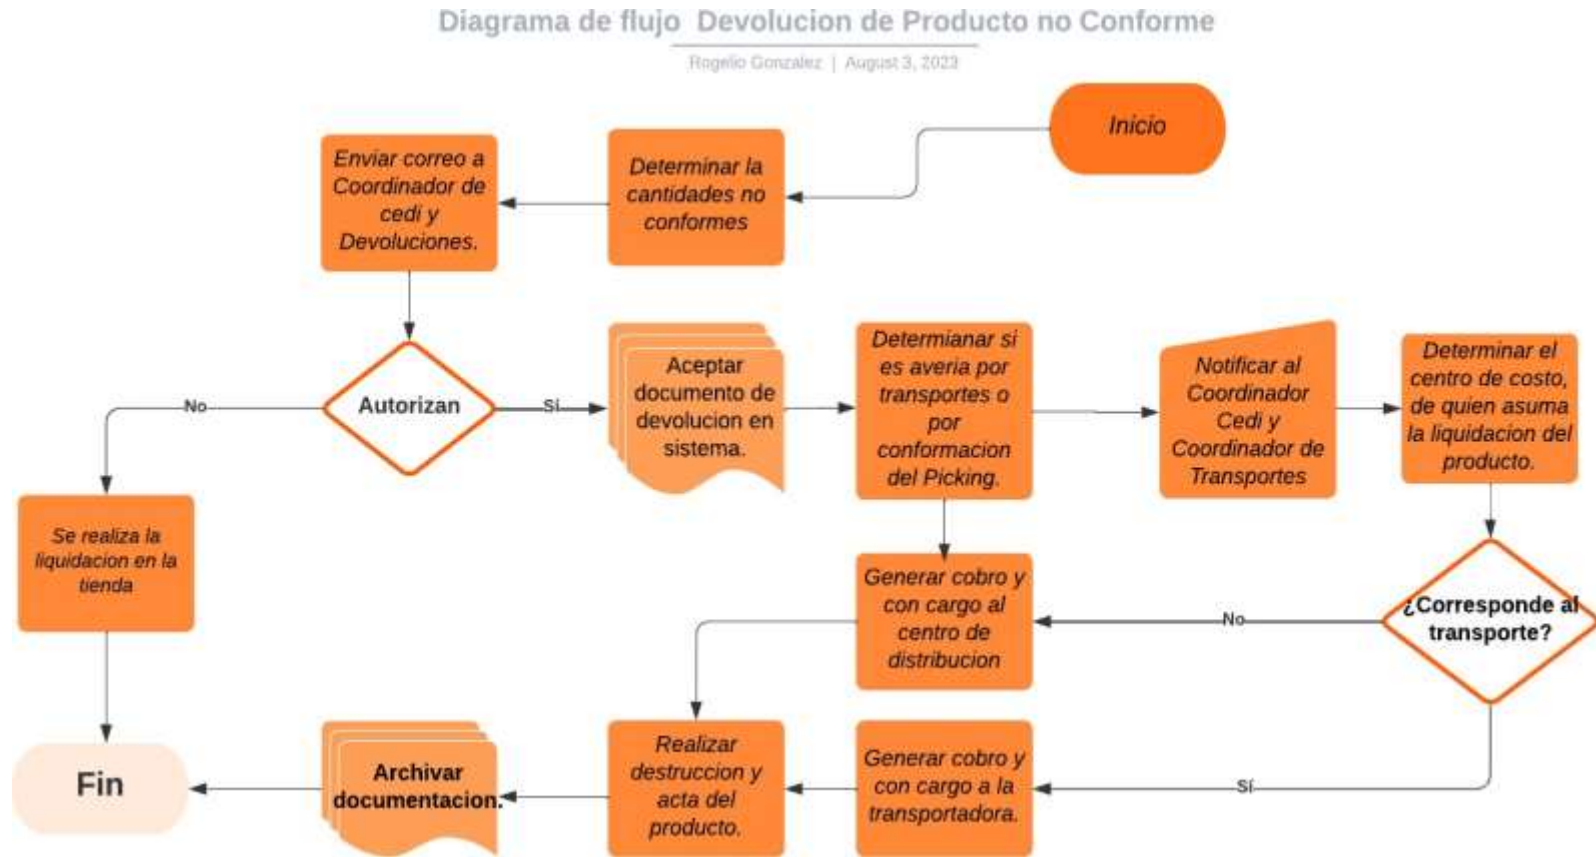 Diagrama de flujo Devolucion de Producto no Conforme
Rogelio Gonzalez | August 3, 2023
Inicio
Determinar la
cantidades no
conformes
Enviar correo a
Coordinador de
cedi y
Devoluciones.
Autorizan
No
Sí
Aceptar
documento de
devolucion en
sistema.
Determianar si
es averia por
transportes o
por
conformacion
del Picking.
Notificar al
Coordinador
Cedi y
Coordinador de
Transportes
Determinar el
centro de costo,
de quien asuma
la liquidacion del
producto.
Se realiza la
liquidacion en la
tienda
Generar cobro y
con cargo al
centro de
distribucion
No
¿Corresponde al
transporte?
Fin
Archivar
documentacion.
Realizar
destruccion y
acta del
producto.
Generar cobro y
con cargo a la
transportadora.
Sí